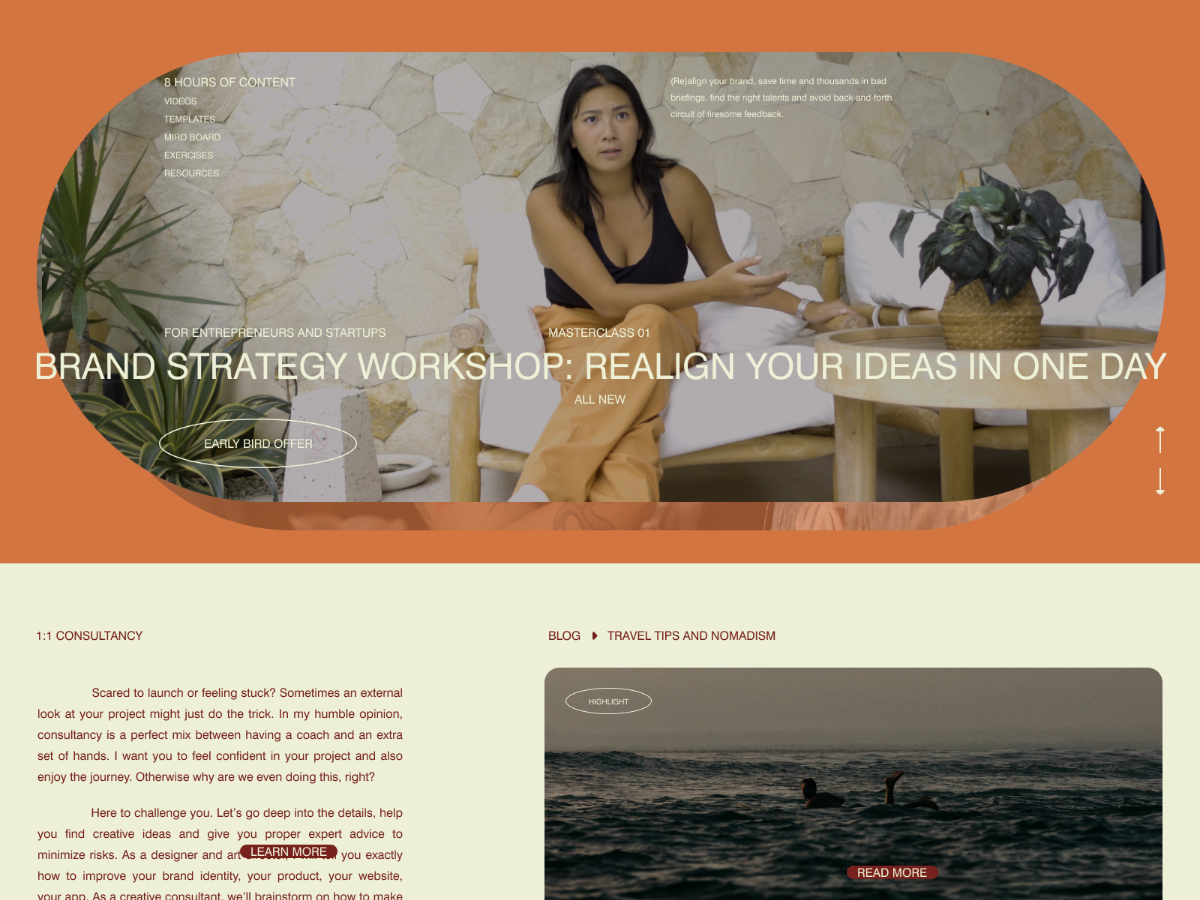 8 HOURS OF CONTENT
VIDEOS
TEMPLATES
MIRO BOARD
EXERCISES
RESOURCES
(Re)align your brand, save time and thousands in bad
briefings, find the right talents and avoid back-and-forth
circuit of tiresome feedback.
FOR ENTREPRENEURS AND STARTUPS
MASTERCLASS 01
BRAND STRATEGY WORKSHOP: REALIGN YOUR IDEAS IN ONE DAY
ALL NEW
EARLY BIRD OFFER
1:1 CONSULTANCY
Scared to launch or feeling stuck? Sometimes an external
look at your project might just do the trick. In my humble opinion,
consultancy is a perfect mix between having a coach and an extra
set of hands. I want you to feel confident in your project and also
enjoy the journey. Otherwise why are we even doing this, right?
Here to challenge you. Let's go deep into the details, help
you find creative ideas and give you proper expert advice to
minimize risks. As a designer and art you exactly
LEARN MORE
how to improve your brand identity, your product, your website,
your app. As a creative consultant, we'll brainstorm on how to make
BLOG TRAVEL TIPS AND NOMADISM
HIGHLIGHT
READ MORE